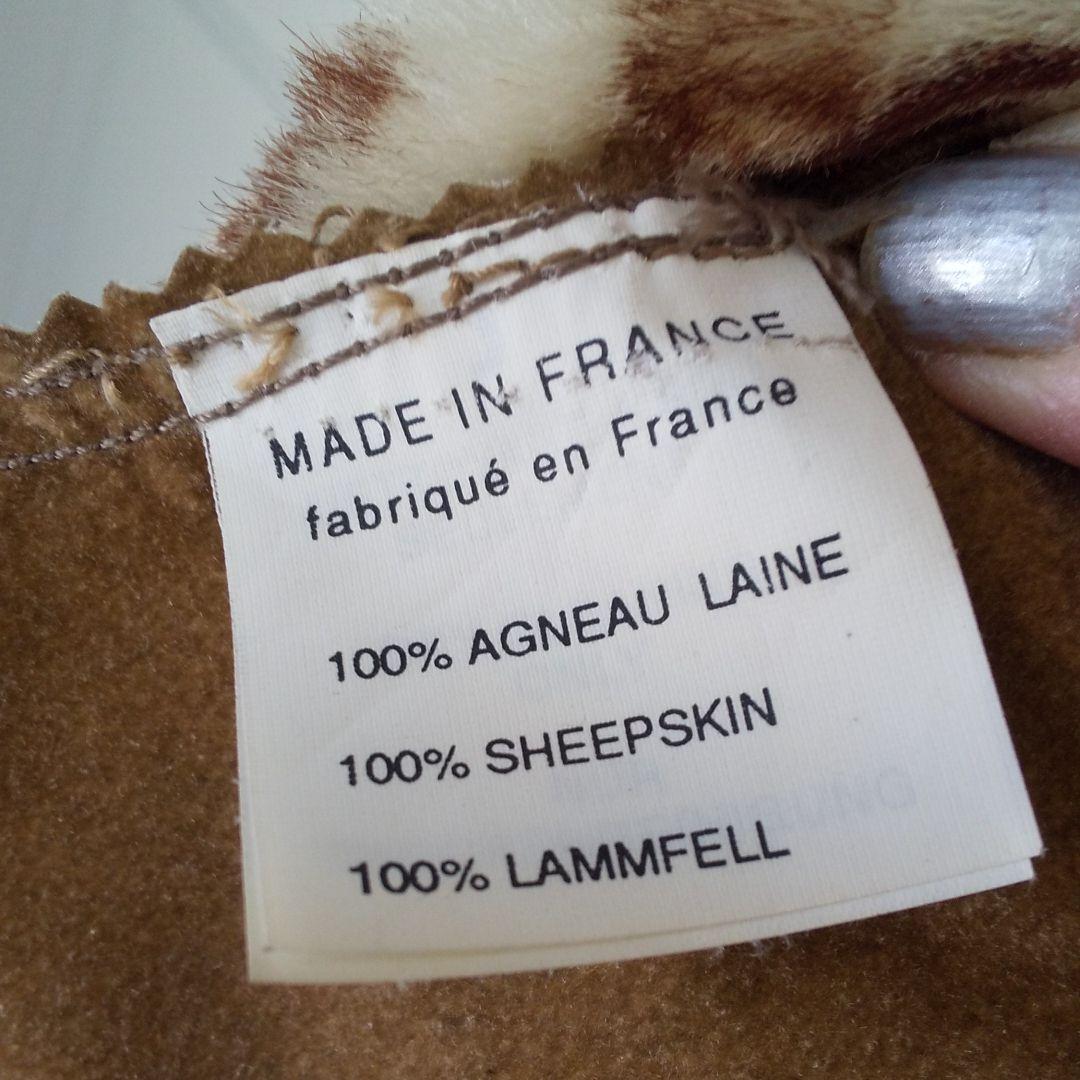 MADE IN FRANCE
fabriqué en France
100% AGNEAU LAINE
100% SHEEPSKIN
100% LAMMFELL